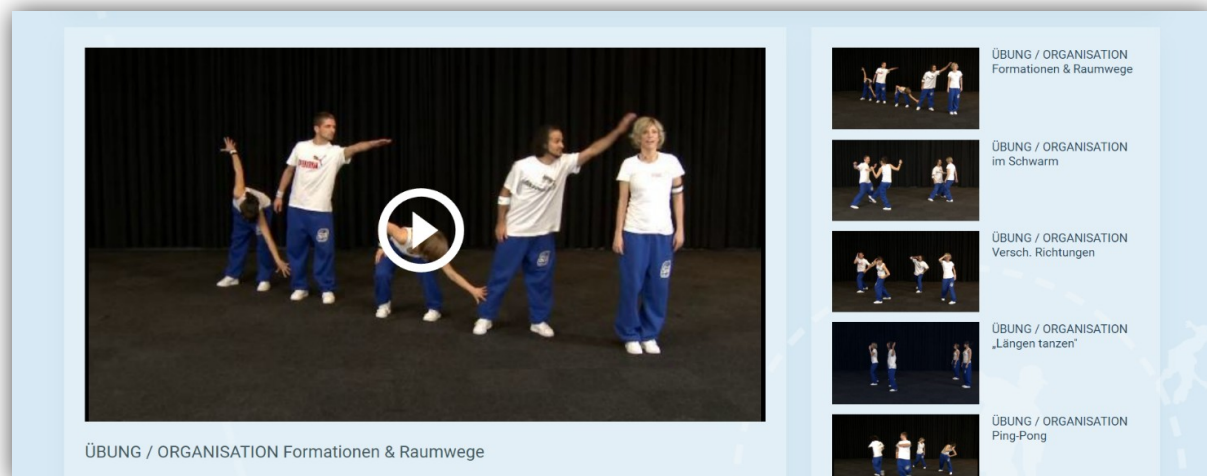 ÜBUNG / ORGANISATION Formationen & Raumwege
ÜBUNG / ORGANISATION
Formationen & Raumwege
ÜBUNG / ORGANISATION
im Schwarm
ÜBUNG / ORGANISATION
Versch. Richtungen
ÜBUNG / ORGANISATION
„Längen tanzen"
ÜBUNG / ORGANISATION
Ping-Pong